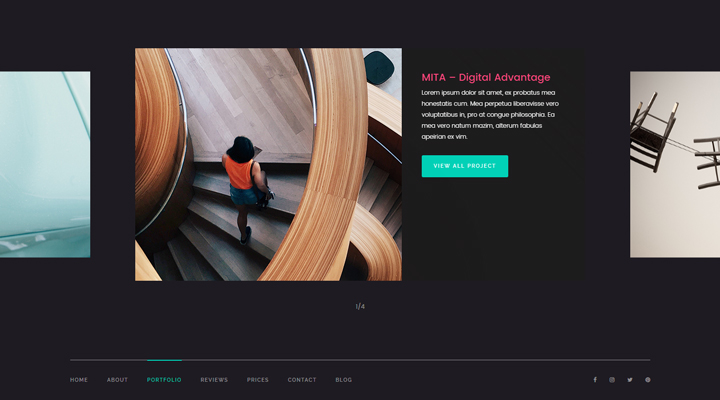 MITA – Digital Advantage
Lorem ipsum dolor sit amet, ex probatus mea
honestatis cum. Mea perpetua liberavisse vero
voluptatibus in, pro at congue philosophia. Ea
mea vero natum mazim, alterum fabulas
apeirian ex vim.
VIEW ALL PROJECT
1/4
HOME ABOUT PORTFOLIO REVIEWS PRICES CONTACT BLOG